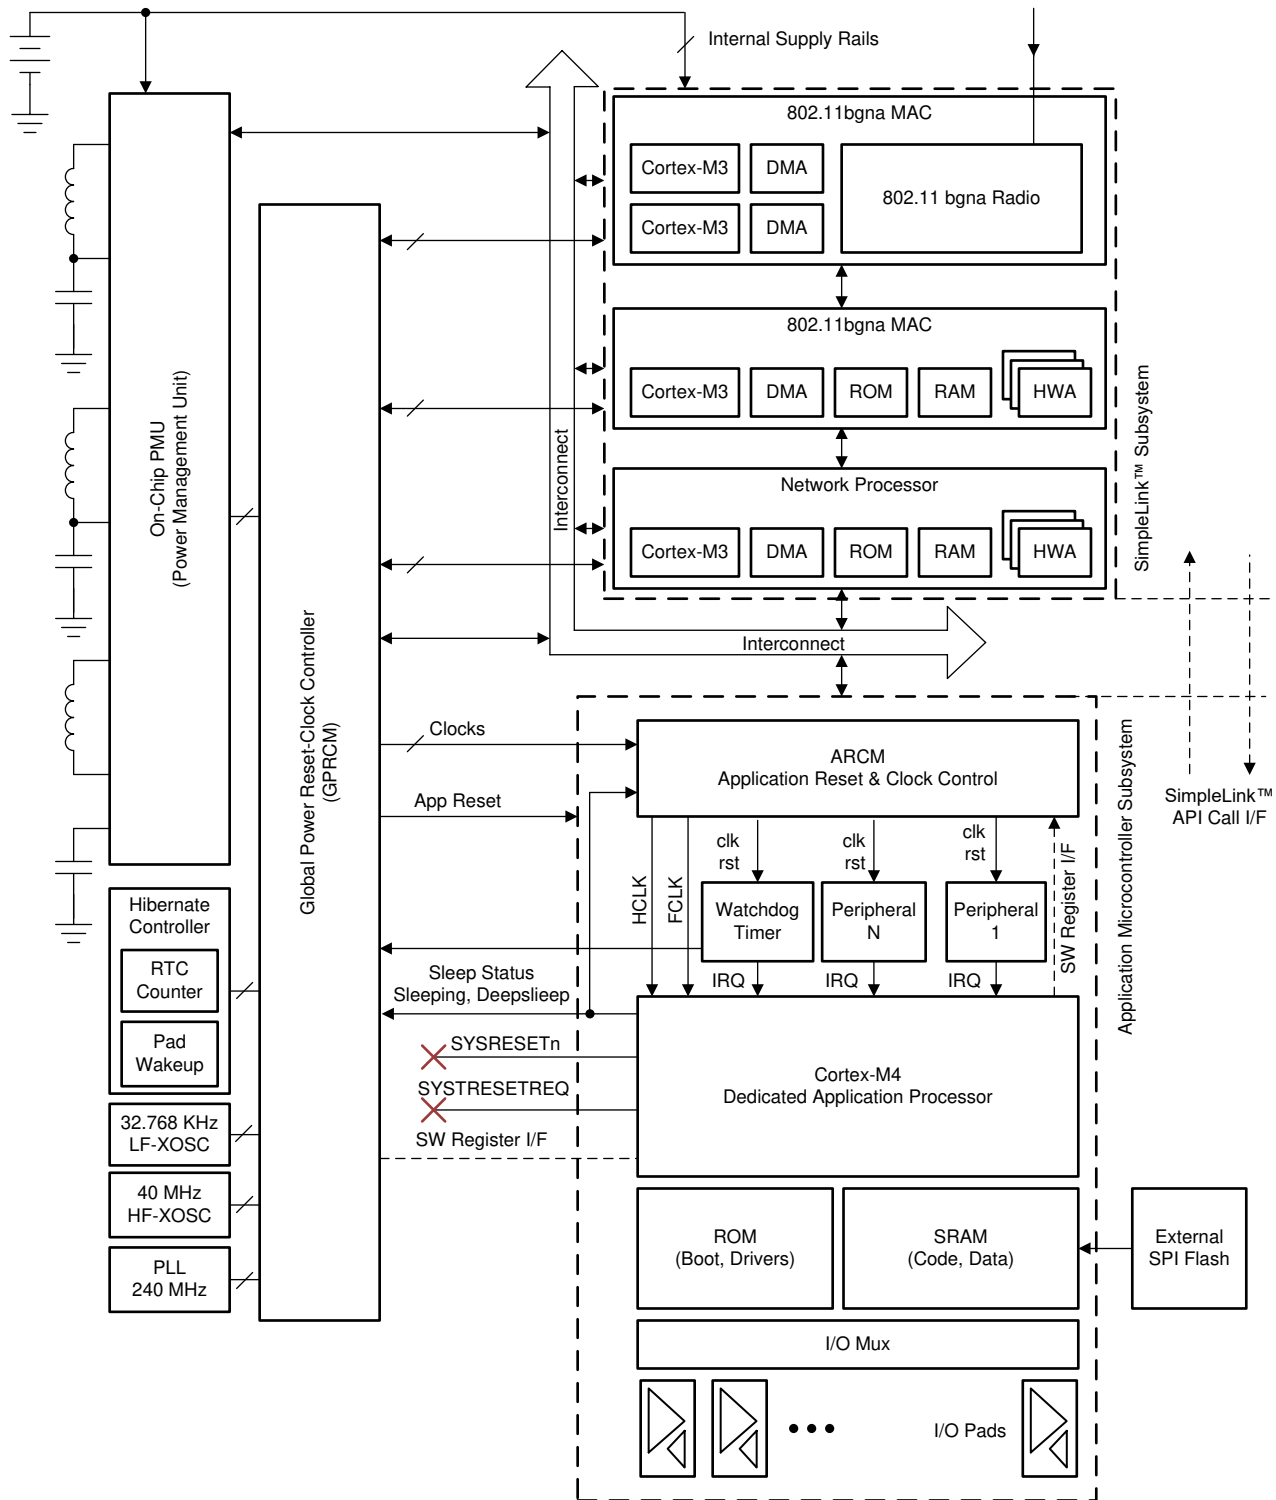 Internal Supply Rails
802.11bgna MAC
Cortex-M3
DMA
802.11 bgna Radio
Cortex-M3
DMA
802.11bgna MAC
Cortex-M3
DMA
ROM
RAM
HWA
Network Processor
Cortex-M3
DMA
ROM
RAM
HWA
SimpleLink™ Subsystem
Interconnect
Interconnect
On-Chip PMU
(Power Management Unit)
Global Power Reset-Clock Controller
(GPRCM)
Hibernate
Controller
RTC
Counter
Pad
Wakeup
32.768 KHz
LF-XOSC
40 MHz
HF-XOSC
PLL
240 MHz
Clocks
App Reset
Sleep Status
Sleeping, Deepslieep
SYSRESETn
SYSTRESETREQ
SW Register I/F
ARCM
Application Reset & Clock Control
HCLK
FCLK
clk
rst
clk
rst
clk
rst
SW Register I/F
Watchdog
Timer
Peripheral
N
Peripheral
1
IRQ
IRQ
IRQ
Cortex-M4
Dedicated Application Processor
ROM
(Boot, Drivers)
SRAM
(Code, Data)
External
SPI Flash
I/O Mux
I/O Pads
Application Microcontroller Subsystem
SimpleLink™
API Call I/F